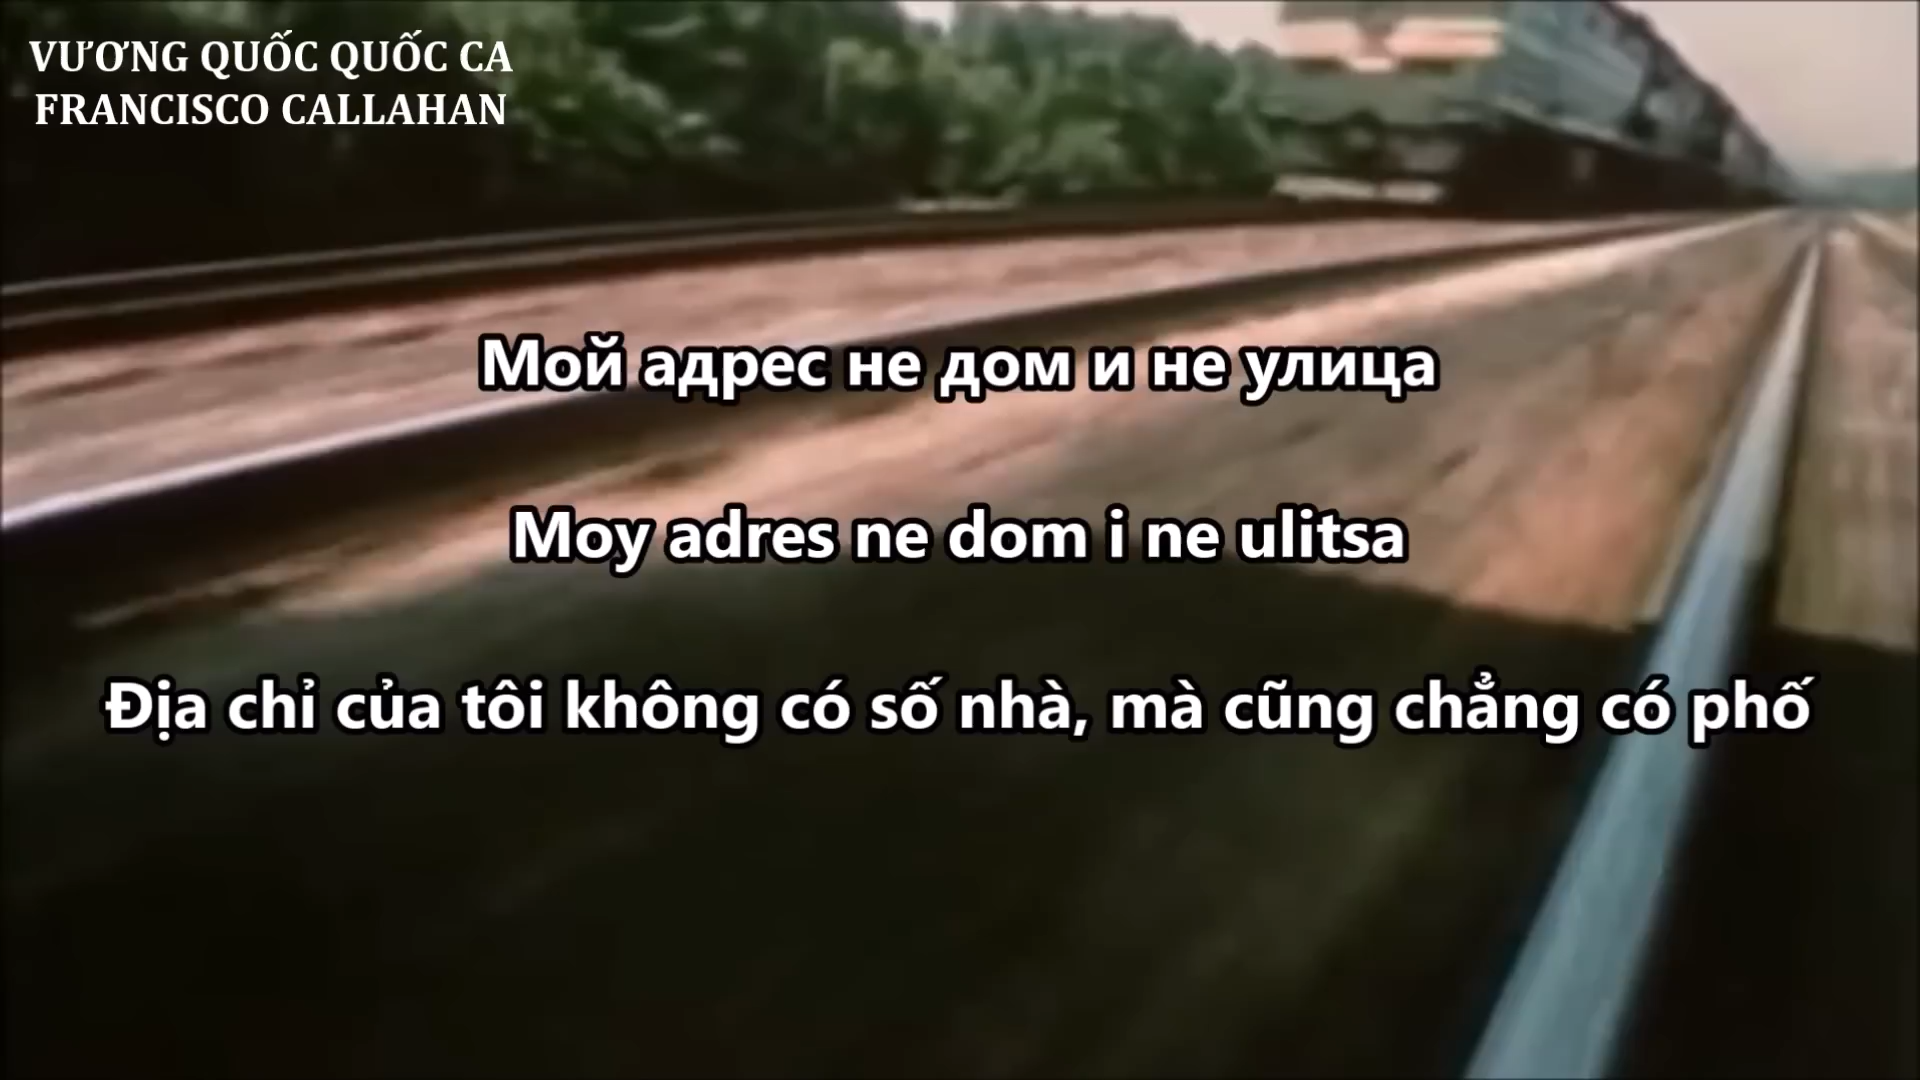 VƯƠNG QUỐC QUỐC CA
FRANCISCO CALLAHAN
Мой адрес не дом и не улица
Moy adres ne dom i ne ulitsa
Địa chỉ của tôi không có số nhà, mà cũng chẳng có phố